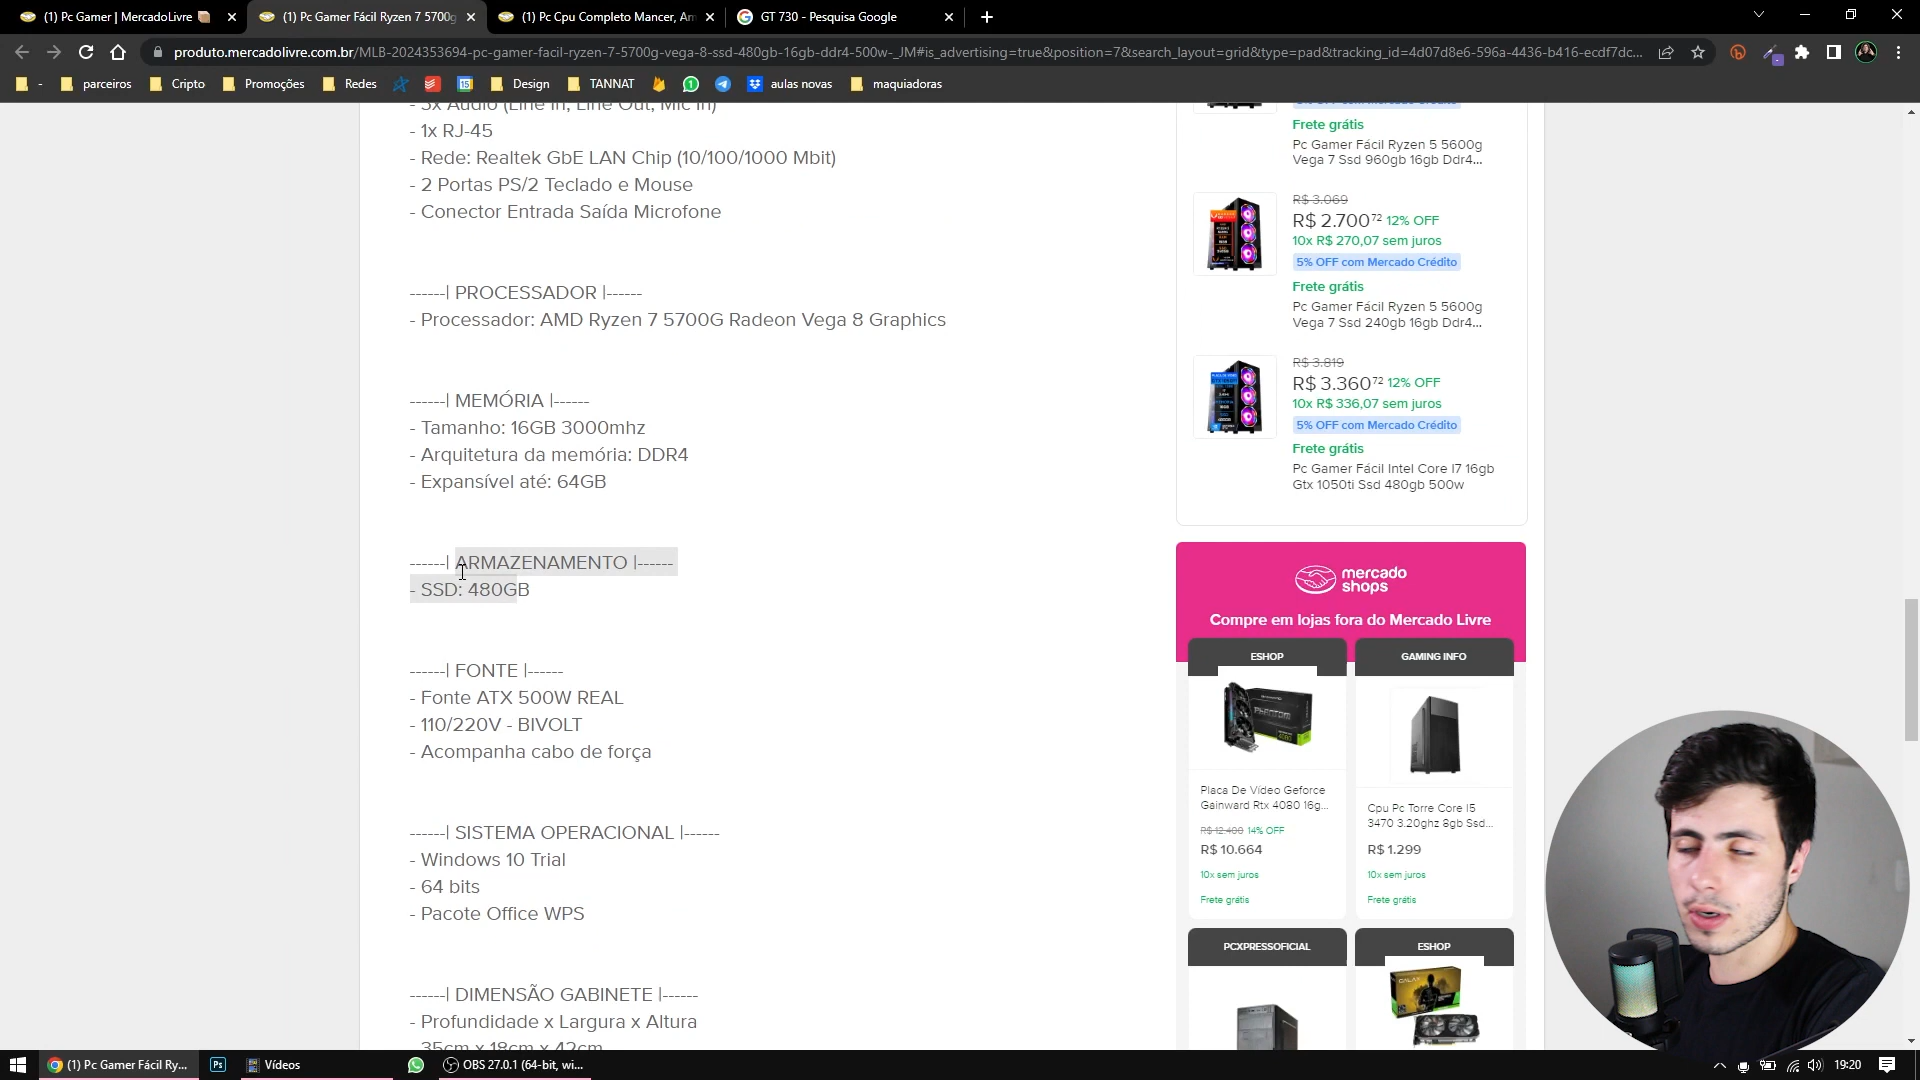 (1) Pc Gamer | MercadoLivre
(1) Pc Gamer Fácil Ryzen 7 5700g
(1) Pc Cpu Completo Mancer, Am
GT 730 - Pesquisa Google
produto.mercadolivre.com.br/MLB-2024353694-pc-gamer-facil-ryzen-7-5700g-vega-8-ssd-480gb-16gb-ddr4-500w-_JM#is_advertising=true&position=7&search_layout=grid&type=pad&tracking_id=4d07d8e6-596a-4436-b416-ecdf7dc...
-
parceiros
Cripto
Promoções
Redes
Design
TANNAT
aulas novas
maquiadoras
- 3x Audio (Line In, Line Out, Mic In)
- 1x RJ-45
- Rede: Realtek GbE LAN Chip (10/100/1000 Mbit)
- 2 Portas PS/2 Teclado e Mouse
- Conector Entrada Saída Microfone
------| PROCESSADOR |------
- Processador: AMD Ryzen 7 5700G Radeon Vega 8 Graphics
------| MEMÓRIA |------
- Tamanho: 16GB 3000mhz
- Arquitetura da memória: DDR4
- Expansível até: 64GB
------| ARMAZENAMENTO |------
- SSD: 480GB
------| FONTE |------
- Fonte ATX 500W REAL
- 110/220V - BIVOLT
- Acompanha cabo de força
------| SISTEMA OPERACIONAL |------
- Windows 10 Trial
- 64 bits
- Pacote Office WPS
------| DIMENSÃO GABINETE |------
- Profundidade x Largura x Altura
- 35cm x 18cm x 42cm
Frete grátis
Pc Gamer Fácil Ryzen 5 5600g
Vega 7 Ssd 960gb 16gb Ddr4...
R$ 3.069
R$ 2.700 72 12% OFF
10x R$ 270,07 sem juros
5% OFF com Mercado Crédito
Frete grátis
Pc Gamer Fácil Ryzen 5 5600g
Vega 7 Ssd 240gb 16gb Ddr4...
R$ 3.819
R$ 3.360 72 12% OFF
10x R$ 336,07 sem juros
5% OFF com Mercado Crédito
Frete grátis
Pc Gamer Fácil Intel Core I7 16gb
Gtx 1050ti Ssd 480gb 500w
mercado
shops
Compre em lojas fora do Mercado Livre
ESHOP
Placa De Vídeo Geforce
Gainward Rtx 4080 16g...
R$ 12.400 14% OFF
R$ 10.664
10x sem juros
Frete grátis
GAMING INFO
Cpu Pc Torre Core I5
3470 3.20ghz 8gb Ssd...
R$ 1.299
10x sem juros
Frete grátis
PCXPRESSOFICIAL
ESHOP
(1) Pc Gamer Fácil Ry...
Ps
Vídeos
OBS 27.0.1 (64-bit, wi...
19:20